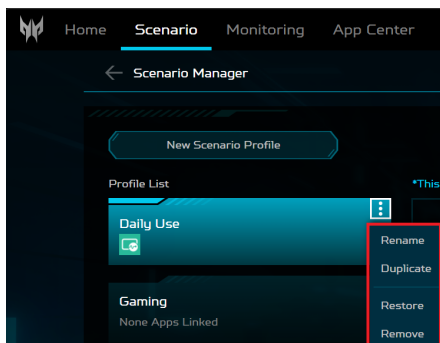 Home Scenario Monitoring App Center
Scenario Manager
New Scenario Profile
Profile List
*This
Daily Use
Rename
Duplicate
Gaming
None Apps Linked
Restore
Remove